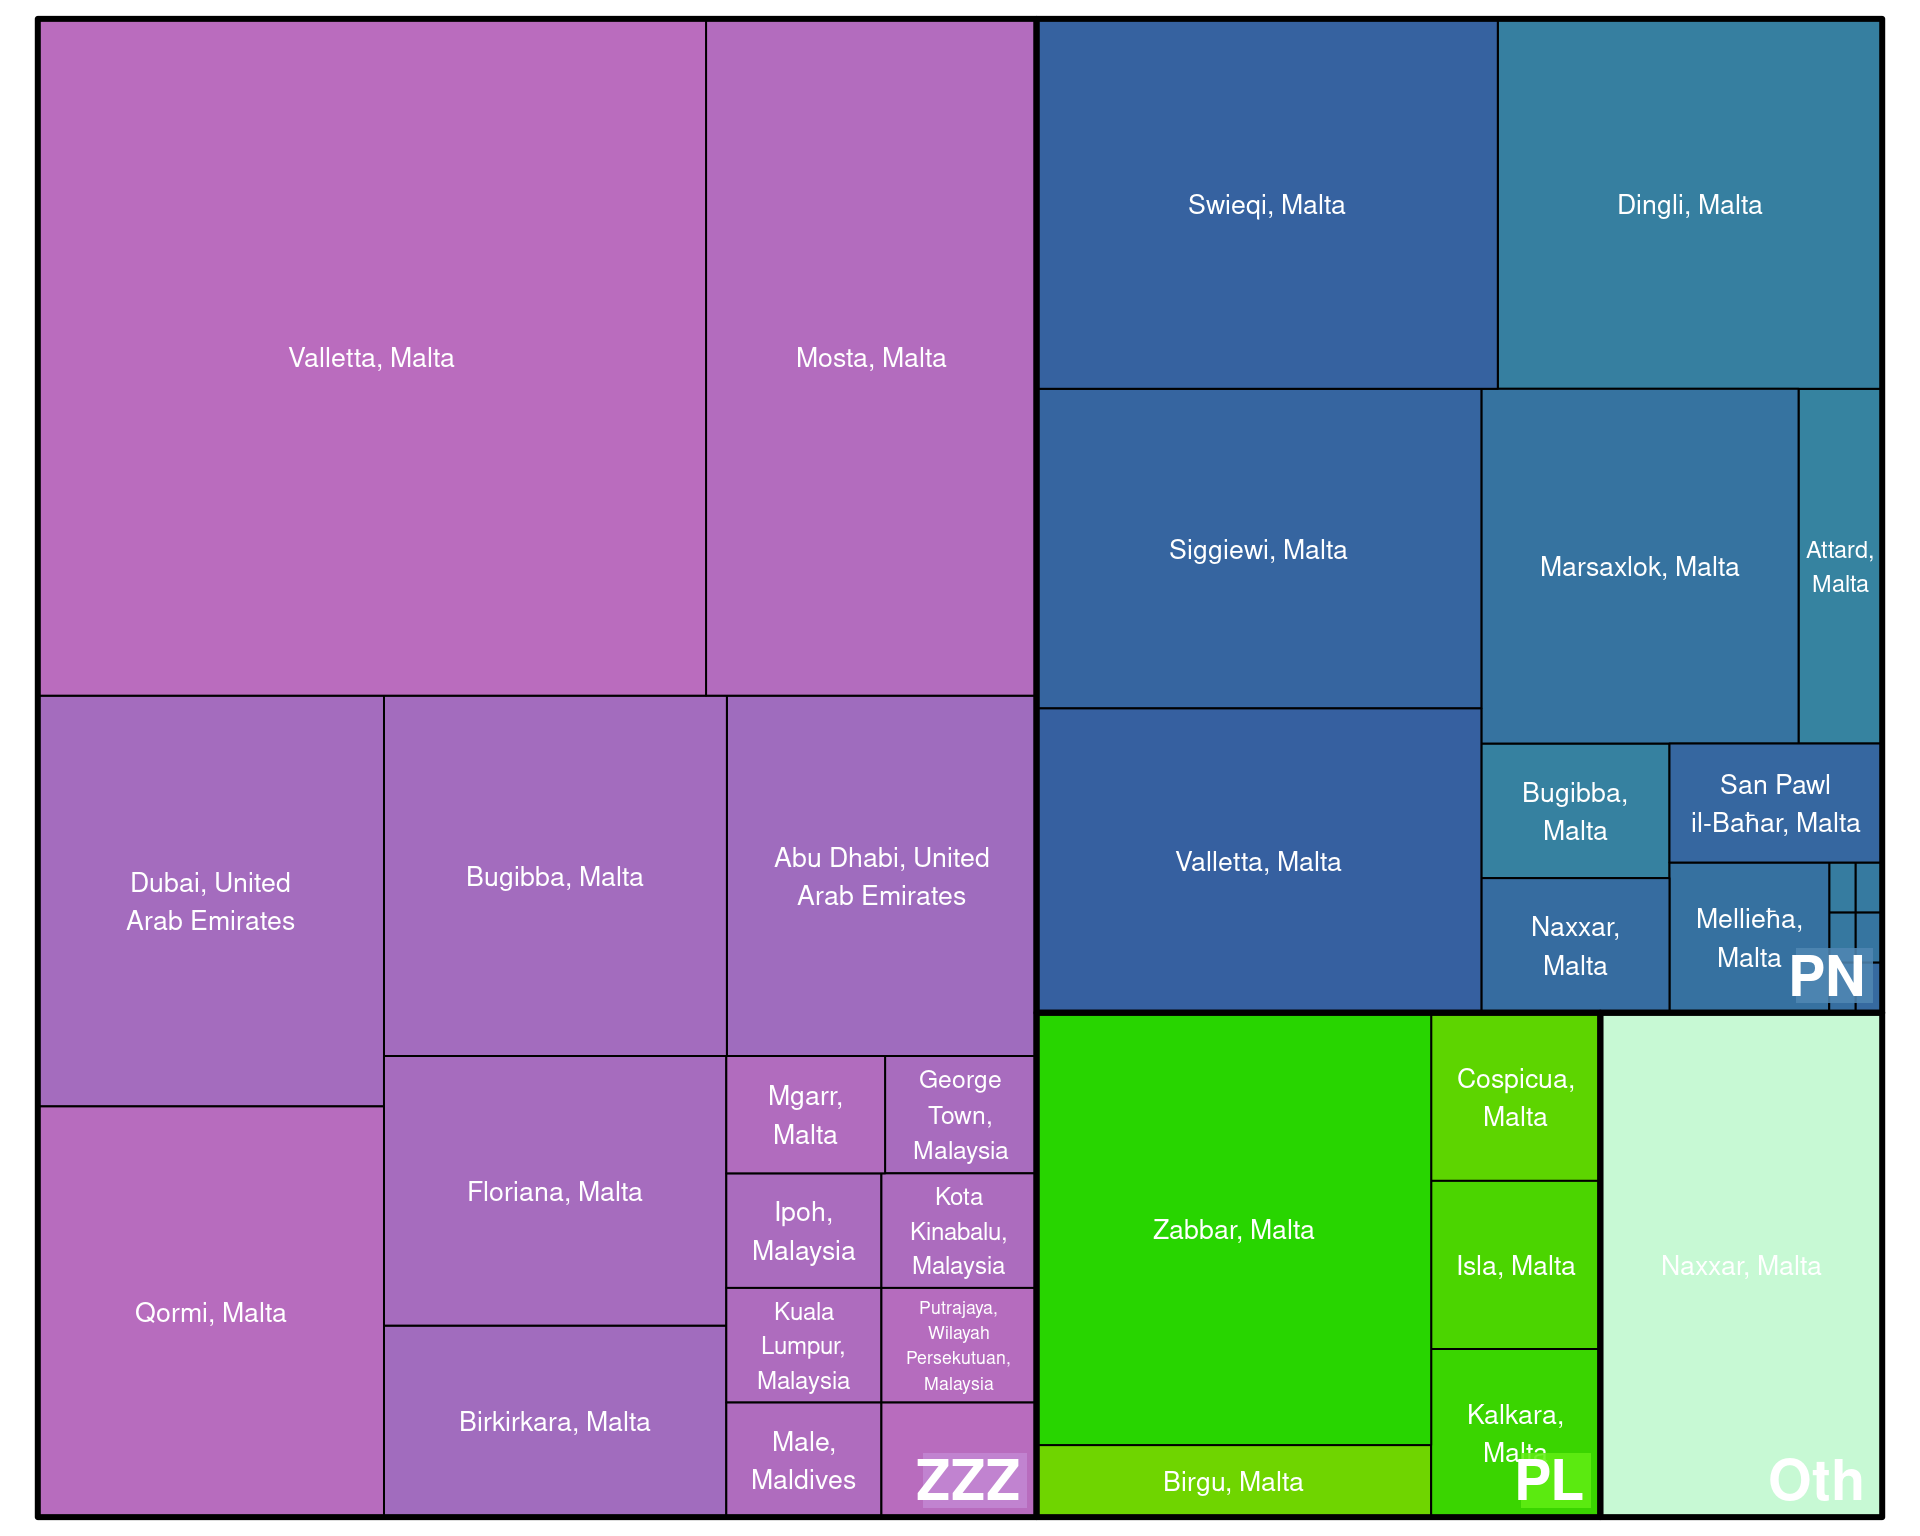 Valletta, Malta
Mosta, Malta
Dubai, United
Arab Emirates
Bugibba, Malta
Abu Dhabi, United
Arab Emirates
Qormi, Malta
Floriana, Malta
Birkirkara, Malta
Mgarr,
Malta
George
Town,
Malaysia
Ipoh,
Malaysia
Kota
Kinabalu,
Malaysia
Kuala
Lumpur,
Malaysia
Putrajaya,
Wilayah
Persekutuan,
Malaysia
Male,
Maldives
ZZZ
Swieqi, Malta
Dingli, Malta
Siggiewi, Malta
Marsaxlok, Malta
Attard,
Malta
Valletta, Malta
Bugibba,
Malta
San Pawl
il-Baħar, Malta
Naxxar,
Malta
Mellieħa,
Malta
PN
Zabbar, Malta
Cospicua,
Malta
Isla, Malta
Kalkara,
Malta
Birgu, Malta
PL
Naxxar, Malta
Oth